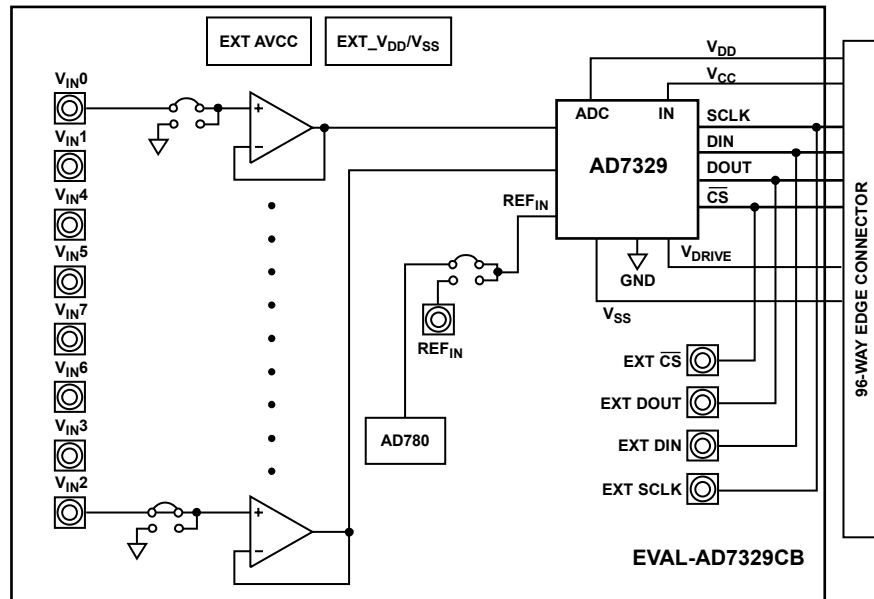 EXT AVCC
EXT_VDD/VSS
VIN0
VIN1
VIN4
VIN5
VIN7
VIN6
VIN3
VIN2
+
−
+
−
REFIN
REFIN
AD780
ADC
IN
AD7329
GND
VDD
VCC
SCLK
DIN
DOUT
C̅S̅
VDRIVE
VSS
EXT C̅S̅
EXT DOUT
EXT DIN
EXT SCLK
EVAL-AD7329CB
96-WAY EDGE CONNECTOR